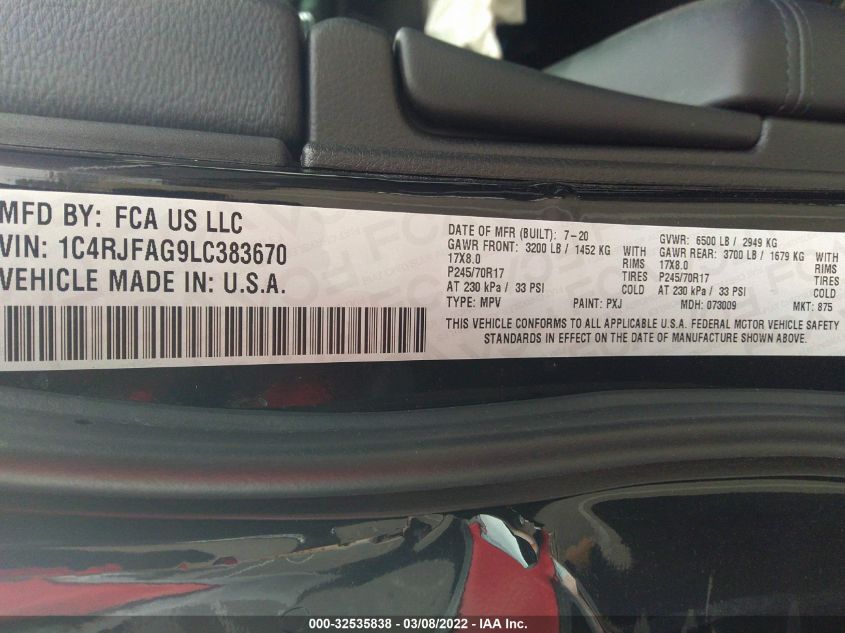 MFD BY: FCA US LLC
VIN: 1C4RJFAG9LC383670
VEHICLE MADE IN: U.S.A.
DATE OF MFR (BUILT): 7-20
GVWR: 6500 LB / 2949 KG
GAWR FRONT: 3200 LB / 1452 KG WITH
GAWR REAR: 3700 LB / 1679 KG WITH
17X8.0 RIMS
17X8.0 RIMS
P245/70R17 TIRES
P245/70R17 TIRES
AT 230 kPa / 33 PSI COLD
AT 230 kPa / 33 PSI COLD
TYPE: MPV PAINT: PXJ MDH: 073009 MKT: 875
THIS VEHICLE CONFORMS TO ALL APPLICABLE U.S.A. FEDERAL MOTOR VEHICLE SAFETY
STANDARDS IN EFFECT ON THE DATE OF MANUFACTURE SHOWN ABOVE.
000-32535838 - 03/08/2022 - IAA Inc.